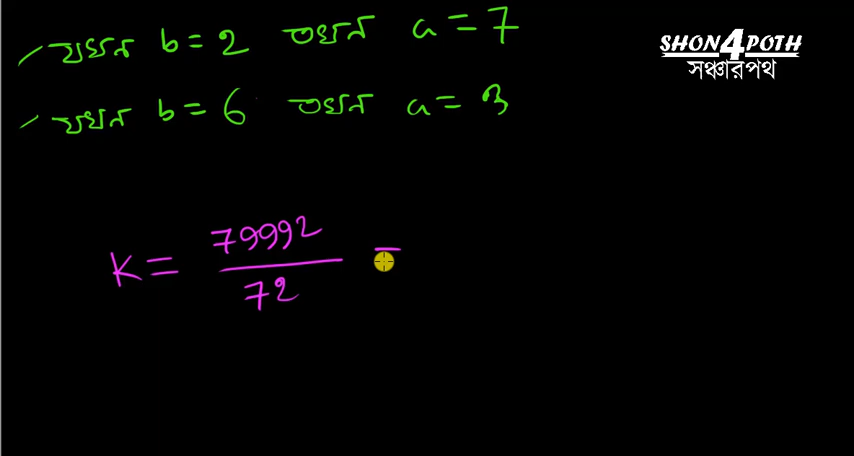 যখন b = 2 তখন a = 7
SHON4POTH
সঞ্চারপথ
যখন b = 6 তখন a = 3
K = 79992 / 72 =